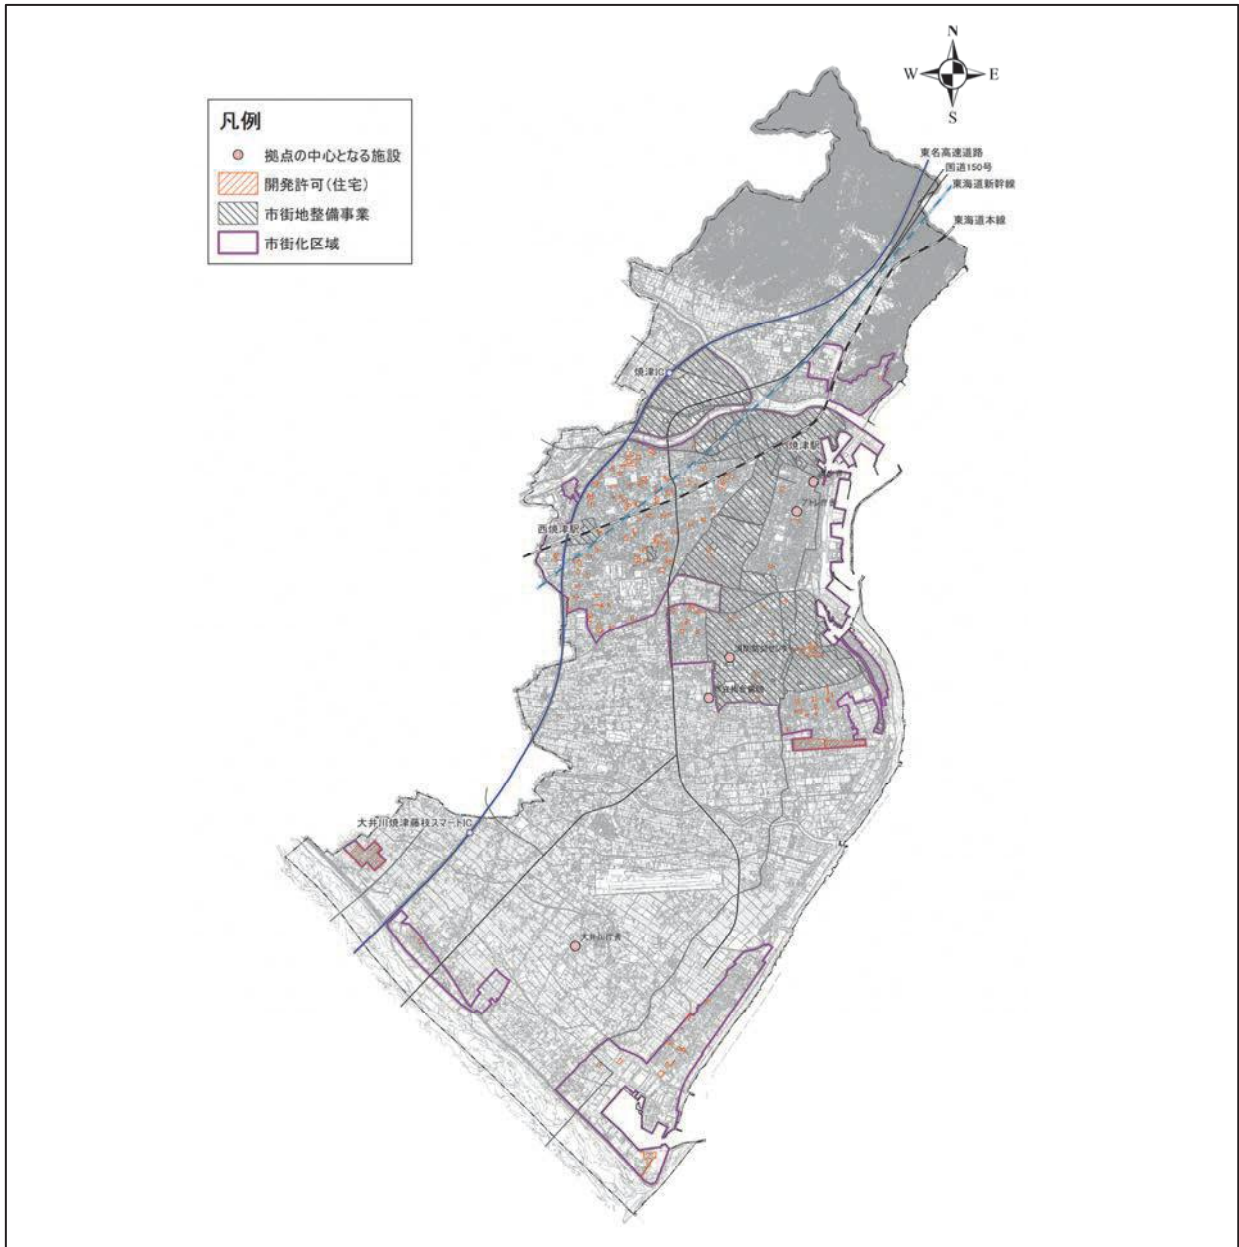 N
W
E
S
凡例
拠点の中心となる施設
開発許可(住宅)
市街地整備事業
市街化区域
東名高速道路
国道150号
東海道新幹線
東海道本線
焼津IC
焼津駅
西焼津駅
大井川焼津藤枝スマートIC
大井川庁舎